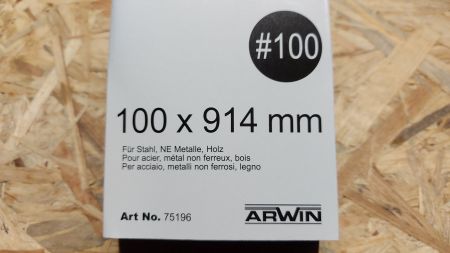 #100
100 x 914 mm
Für Stahl, NE Metalle, Holz
Pour acier, métal non ferreux, bois
Per acciaio, metalli non ferrosi, legno
Art No. 75196
ARWIN